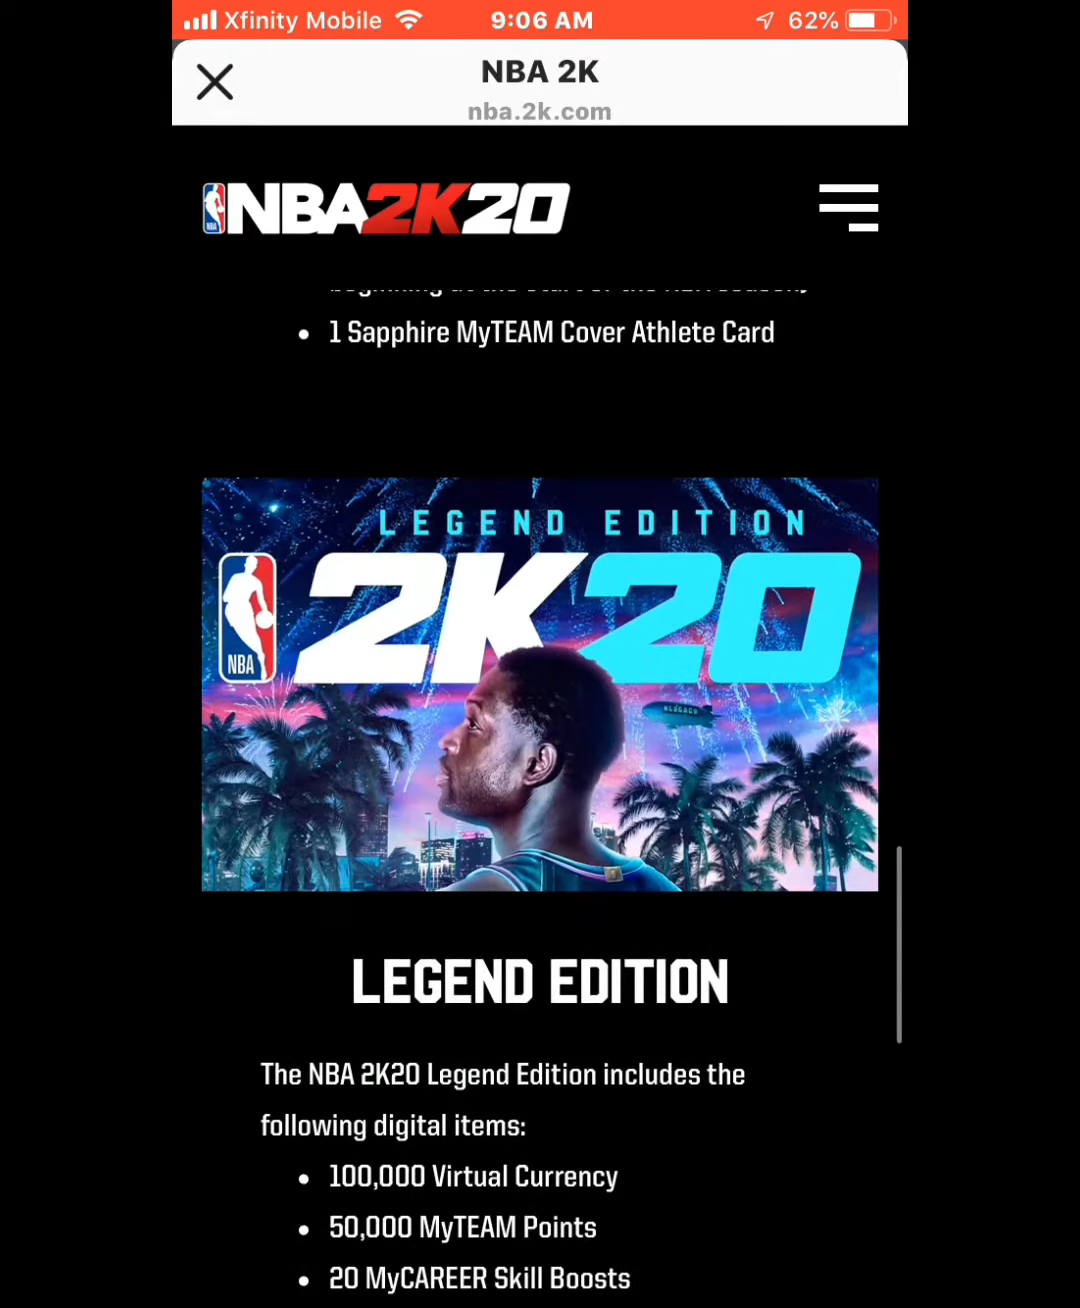 Xfinity Mobile 9:06 AM 62%
NBA 2K
nba.2k.com
NBA NBA2K20
1 Sapphire MyTEAM Cover Athlete Card
LEGEND EDITION
NBA 2K20
LEGEND EDITION
The NBA 2K20 Legend Edition includes the
following digital items:
100,000 Virtual Currency
50,000 MyTEAM Points
20 MyCAREER Skill Boosts